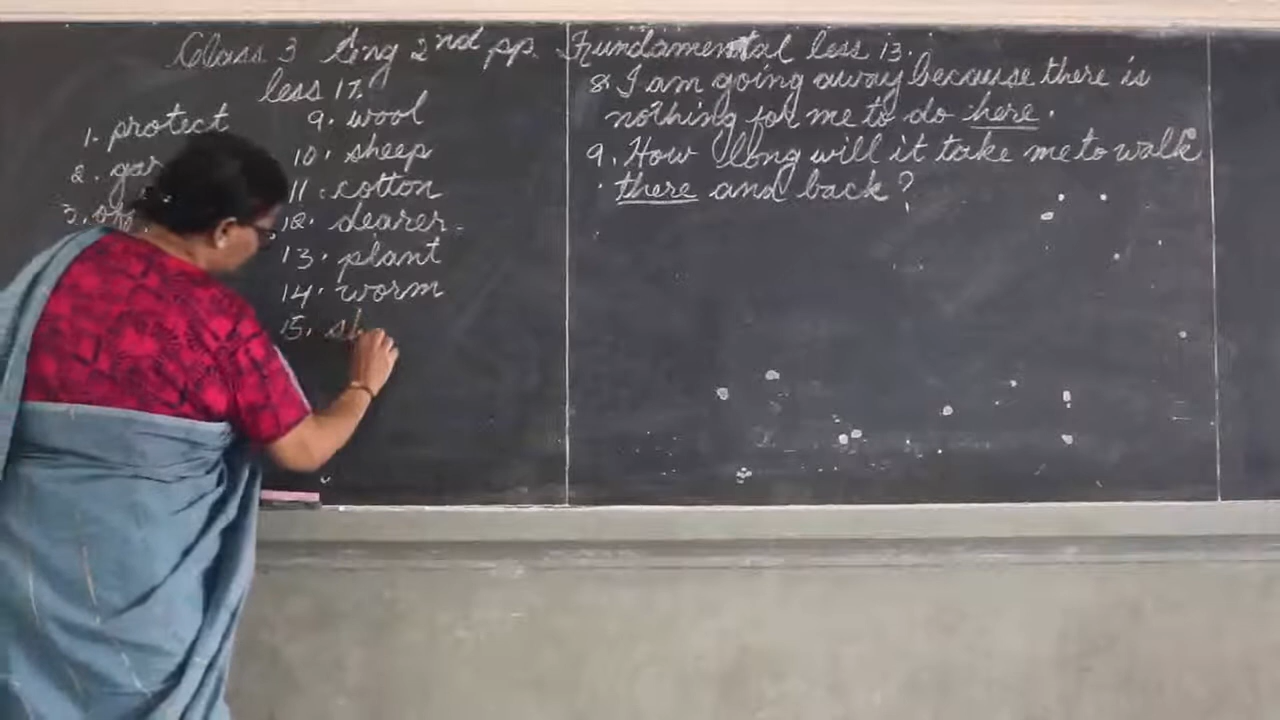 Class 3 Eng 2nd pp. Fundamental less 13.
less 17.
1. protect
2.
3.
9. wool
10. sheep
11. cotton
12. dearer.
13. plant
14. worm
15.
8. I am going away because there is
nothing for me to do here.
9. How long will it take me to walk
there and back?